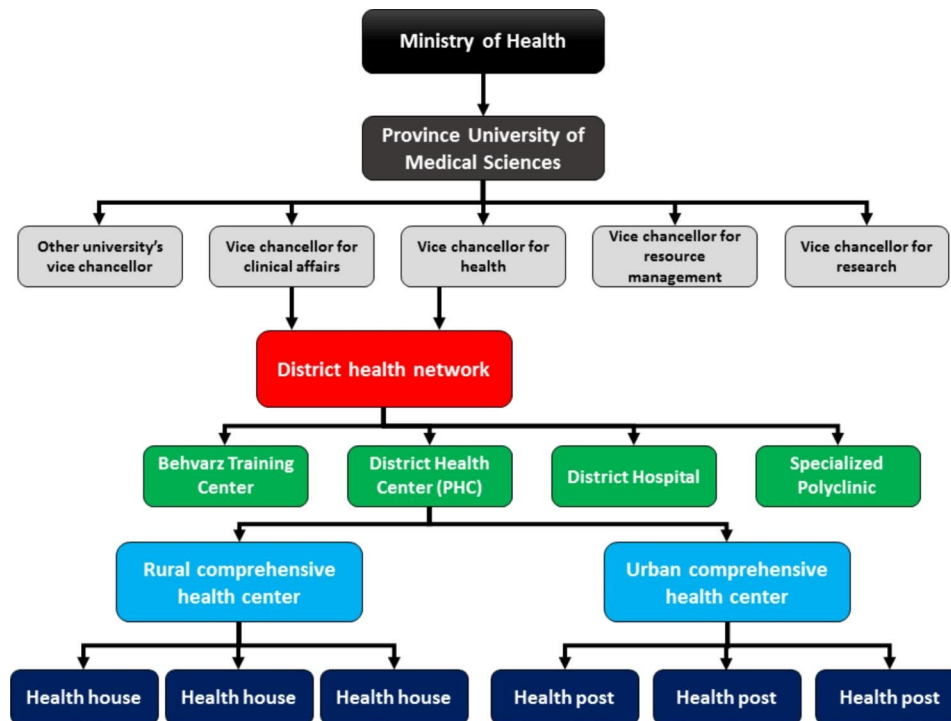 Ministry of Health
Province University of
Medical Sciences
Other university's
vice chancellor
Vice chancellor for
clinical affairs
Vice chancellor for
health
Vice chancellor for
resource
management
Vice chancellor for
research
District health network
Behvarz Training
Center
District Health
Center (PHC)
District Hospital
Specialized
Polyclinic
Rural comprehensive
health center
Urban comprehensive
health center
Health house
Health house
Health house
Health post
Health post
Health post